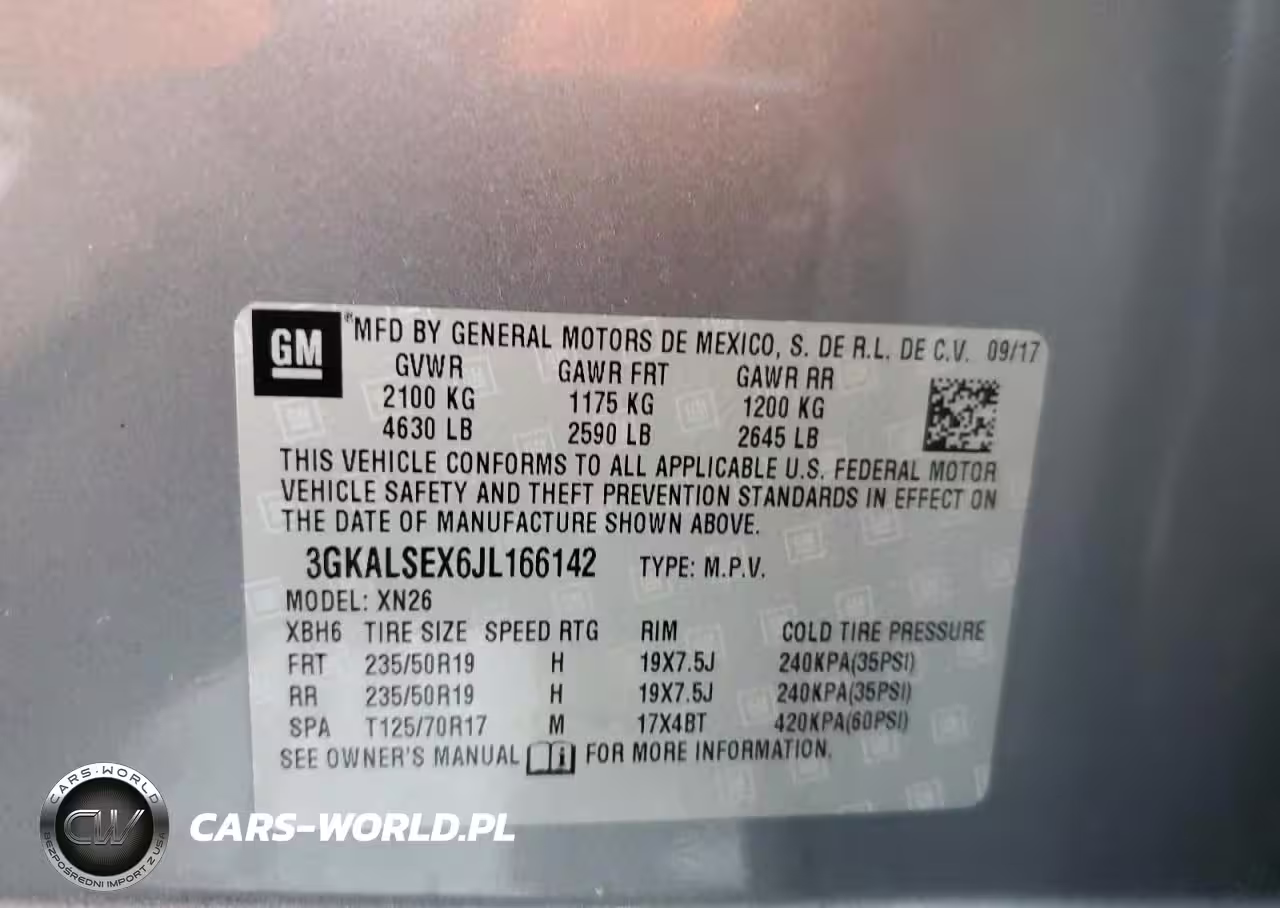 GM
®MFD BY GENERAL MOTORS DE MEXICO, S. DE R.L. DE C.V. 09/17
GVWR GAWR FRT GAWR RR
2100 KG 1175 KG 1200 KG
4630 LB 2590 LB 2645 LB
THIS VEHICLE CONFORMS TO ALL APPLICABLE U.S. FEDERAL MOTOR
VEHICLE SAFETY AND THEFT PREVENTION STANDARDS IN EFFECT ON
THE DATE OF MANUFACTURE SHOWN ABOVE.
3GKALSEX6JL166142 TYPE: M.P.V.
MODEL: XN26
XBH6 TIRE SIZE SPEED RTG RIM COLD TIRE PRESSURE
FRT 235/50R19 H 19X7.5J 240KPA(35PSI)
RR 235/50R19 H 19X7.5J 240KPA(35PSI)
SPA T125/70R17 M 17X4BT 420KPA(60PSI)
SEE OWNER'S MANUAL FOR MORE INFORMATION.
CARS-WORLD
CW
BEZPOŚREDNI IMPORT Z USA
CARS-WORLD.PL